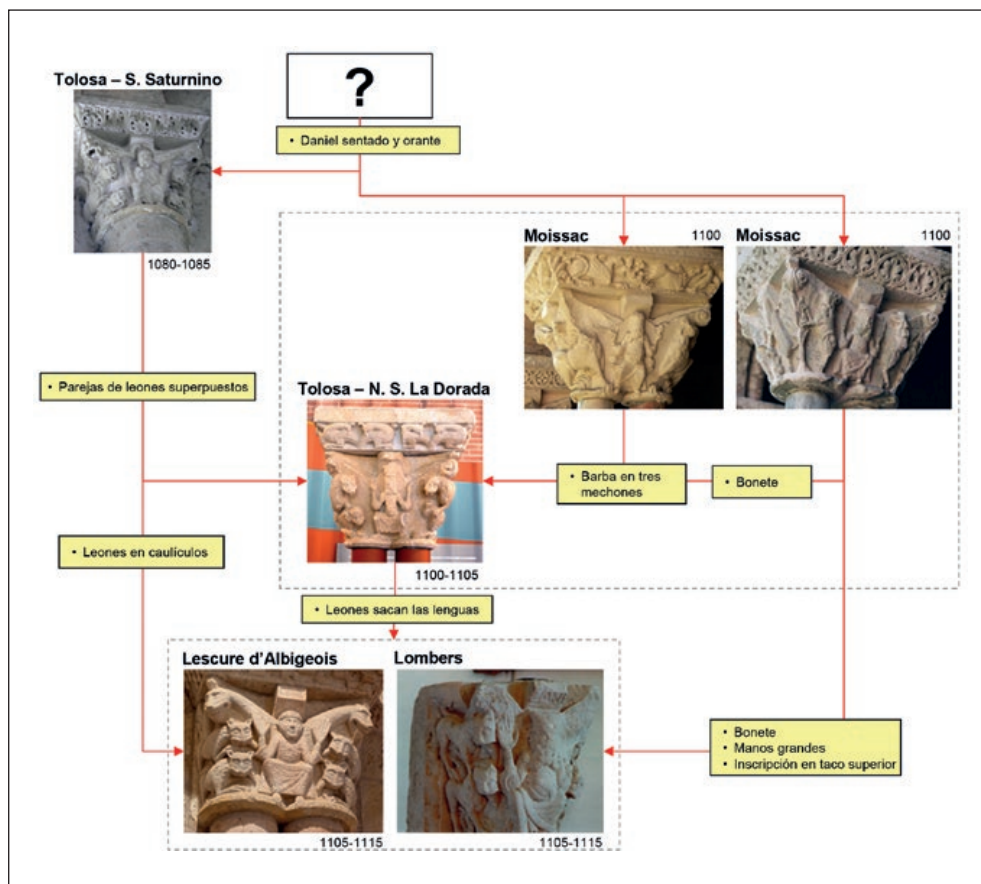 ?
Tolosa – S. Saturnino
• Daniel sentado y orante
1080-1085
Moissac
1100
Moissac
1100
• Parejas de leones superpuestos
Tolosa – N. S. La Dorada
• Barba en tres
mechones
• Bonete
• Leones en caulículos
1100-1105
• Leones sacan las lenguas
Lescure d'Albigeois
Lombers
• Bonete
• Manos grandes
• Inscripción en taco superior
1105-1115
1105-1115